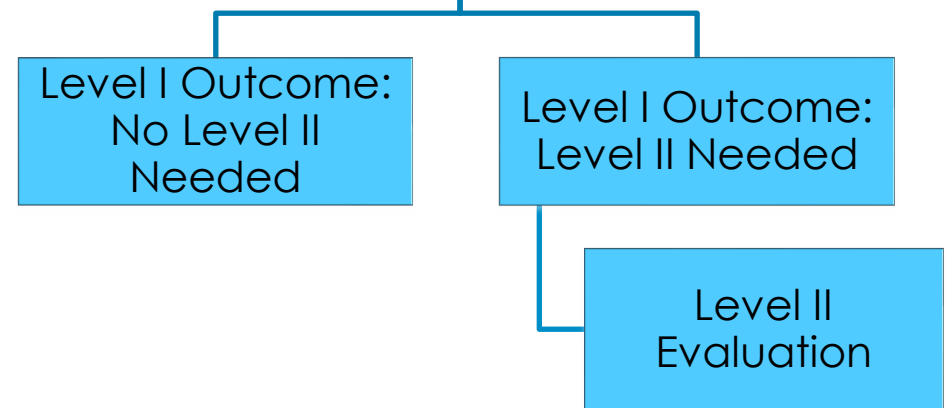 Level I Outcome:
No Level II
Needed
Level I Outcome:
Level II Needed
Level II
Evaluation